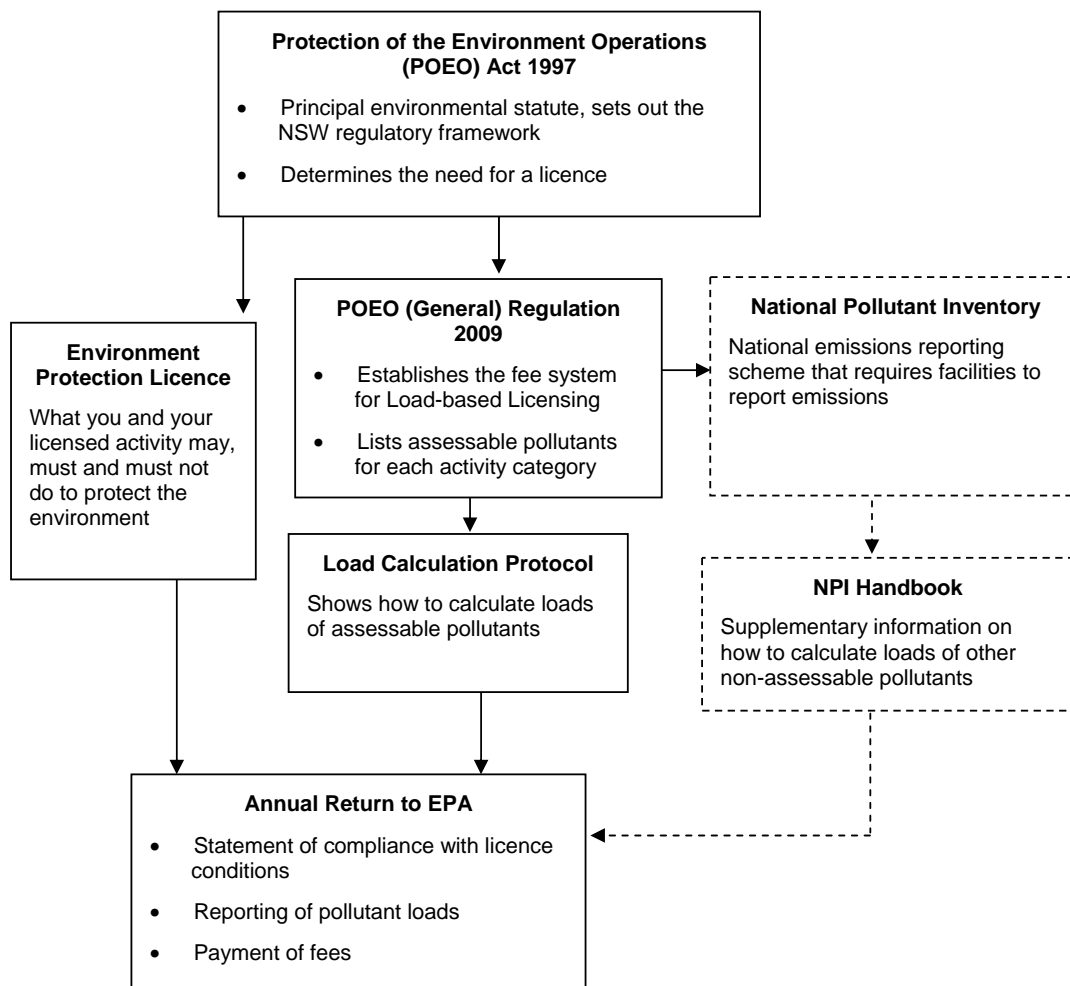 Protection of the Environment Operations
(POEO) Act 1997
• Principal environmental statute, sets out the
NSW regulatory framework
• Determines the need for a licence
Environment
Protection Licence
What you and your
licensed activity may,
must and must not
do to protect the
environment
POEO (General) Regulation
2009
• Establishes the fee system
for Load-based Licensing
• Lists assessable pollutants
for each activity category
National Pollutant Inventory
National emissions reporting
scheme that requires facilities to
report emissions
Load Calculation Protocol
Shows how to calculate loads
of assessable pollutants
NPI Handbook
Supplementary information on
how to calculate loads of other
non-assessable pollutants
Annual Return to EPA
• Statement of compliance with licence
conditions
• Reporting of pollutant loads
• Payment of fees